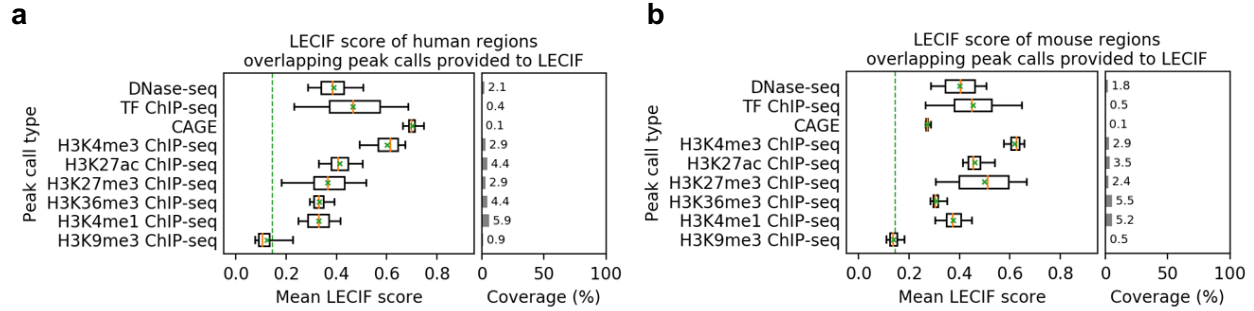 a
LECIF score of human regions
overlapping peak calls provided to LECIF
Peak call type
DNase-seq
TF ChIP-seq
CAGE
H3K4me3 ChIP-seq
H3K27ac ChIP-seq
H3K27me3 ChIP-seq
H3K36me3 ChIP-seq
H3K4me1 ChIP-seq
H3K9me3 ChIP-seq
2.1
0.4
0.1
2.9
4.4
2.9
4.4
5.9
0.9
0.0 0.2 0.4 0.6 0.8
0 50 100
Mean LECIF score
Coverage (%)
b
LECIF score of mouse regions
overlapping peak calls provided to LECIF
Peak call type
DNase-seq
TF ChIP-seq
CAGE
H3K4me3 ChIP-seq
H3K27ac ChIP-seq
H3K27me3 ChIP-seq
H3K36me3 ChIP-seq
H3K4me1 ChIP-seq
H3K9me3 ChIP-seq
1.8
0.5
0.1
2.9
3.5
2.4
5.5
5.2
0.5
0.0 0.2 0.4 0.6 0.8
0 50 100
Mean LECIF score
Coverage (%)